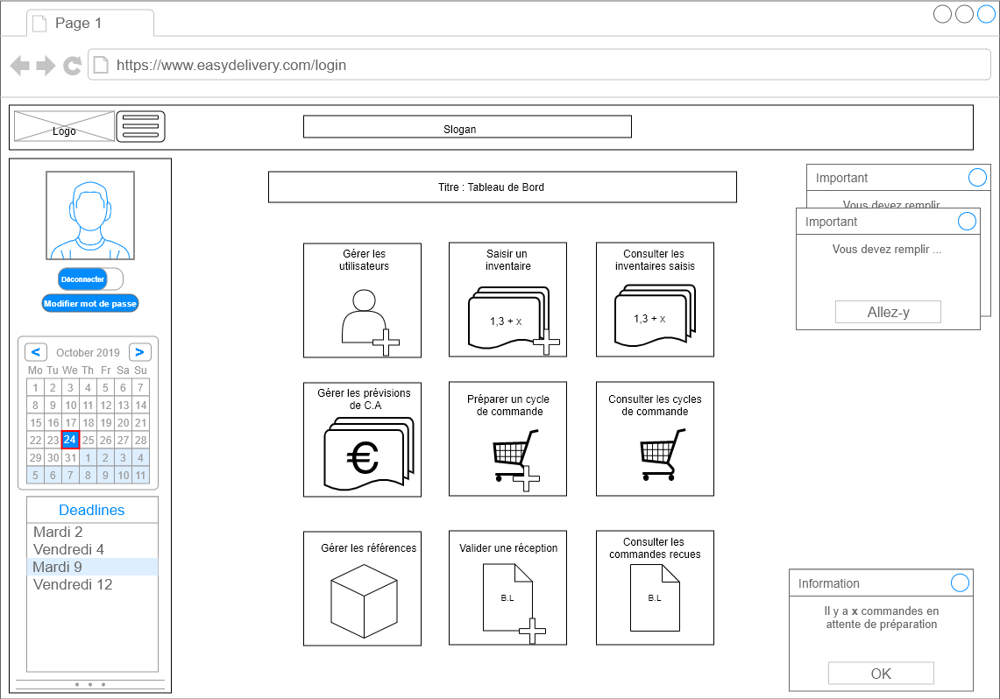 Page 1
https://www.easydelivery.com/login
Logo
Slogan
Déconnecter
Modifier mot de passe
< October 2019 >
Mo Tu We Th Fr Sa Su
1 2 3 4 5 6 7
8 9 10 11 12 13 14
15 16 17 18 19 20 21
22 23 24 25 26 27 28
29 30 31 1 2 3 4
5 6 7 8 9 10 11
Deadlines
Mardi 2
Vendredi 4
Mardi 9
Vendredi 12
Titre : Tableau de Bord
Gérer les
utilisateurs
Saisir un
inventaire
1,3 + x
Consulter les
inventaires saisis
1,3 + x
Gérer les prévisions
de C.A
€
Préparer un cycle
de commande
Consulter les cycles
de commande
Gérer les références
Valider une réception
B.L
Consulter les
commandes recues
B.L
Important
Vous devez remplir
Important
Vous devez remplir ...
Allez-y
Information
Il y a x commandes en
attente de préparation
OK